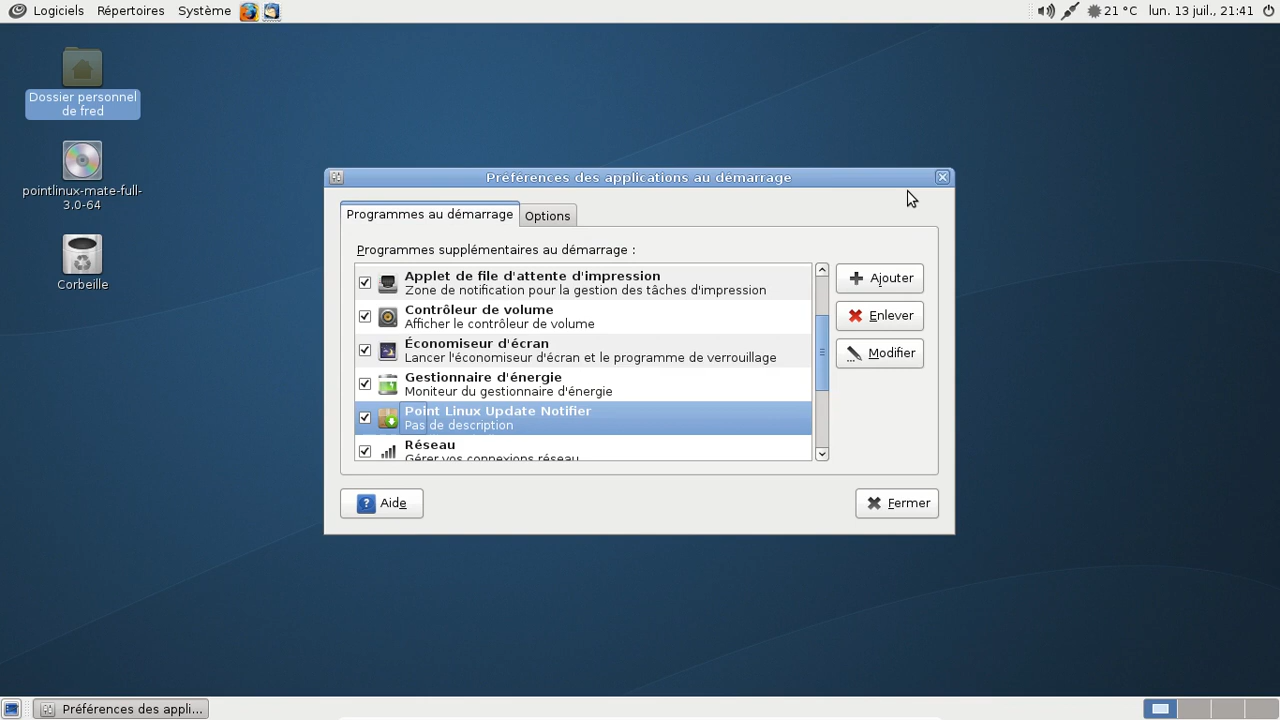 Logiciels Répertoires Système
21 °C lun. 13 juil., 21:41
Dossier personnel
de fred
pointlinux-mate-full-
3.0-64
Corbeille
Préférences des applications au démarrage
Programmes au démarrage Options
Programmes supplémentaires au démarrage :
Applet de file d'attente d'impression
Zone de notification pour la gestion des tâches d'impression
Contrôleur de volume
Afficher le contrôleur de volume
Économiseur d'écran
Lancer l'économiseur d'écran et le programme de verrouillage
Gestionnaire d'énergie
Moniteur du gestionnaire d'énergie
Point Linux Update Notifier
Pas de description
Réseau
Gérer vos connexions réseau
Ajouter
Enlever
Modifier
Aide
Fermer
Préférences des appli...